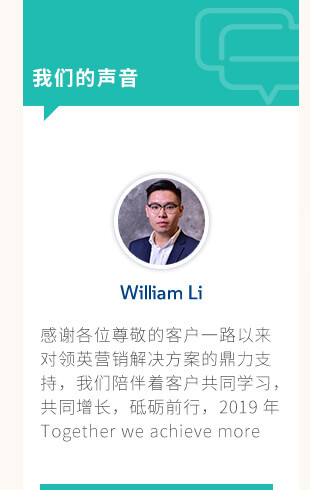 我们的声音
William Li
感谢各位尊敬的客户一路以来
对领英营销解决方案的鼎力支
持，我们陪伴着客户共同学习，
共同增长，砥砺前行，2019 年
Together we achieve more